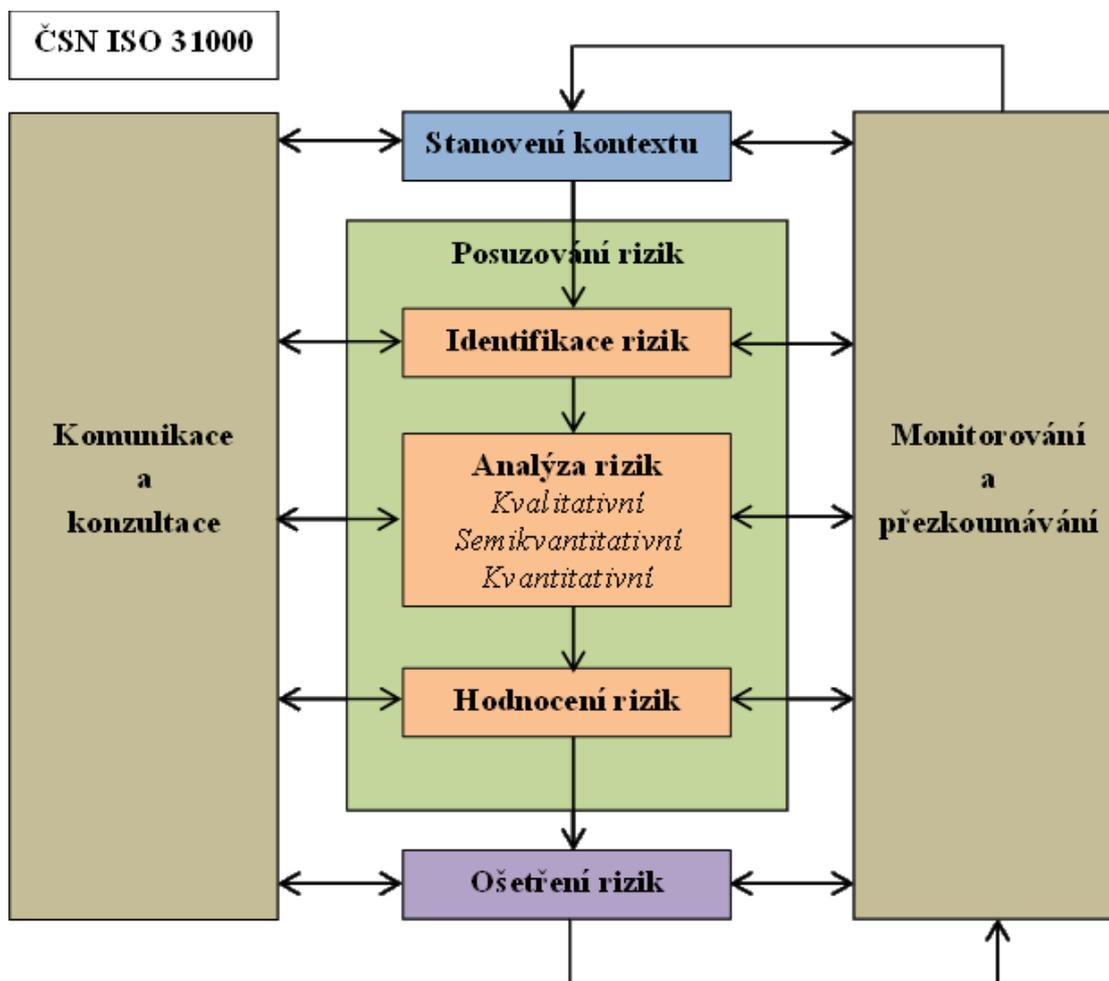 ČSN ISO 31000
Stanovení kontextu
Posuzování rizik
Identifikace rizik
Komunikace
a
konzultace
Analýza rizik
Kvalitativní
Semikvantitativní
Kvantitativní
Monitorování
a
přezkoumávání
Hodnocení rizik
Ošetření rizik